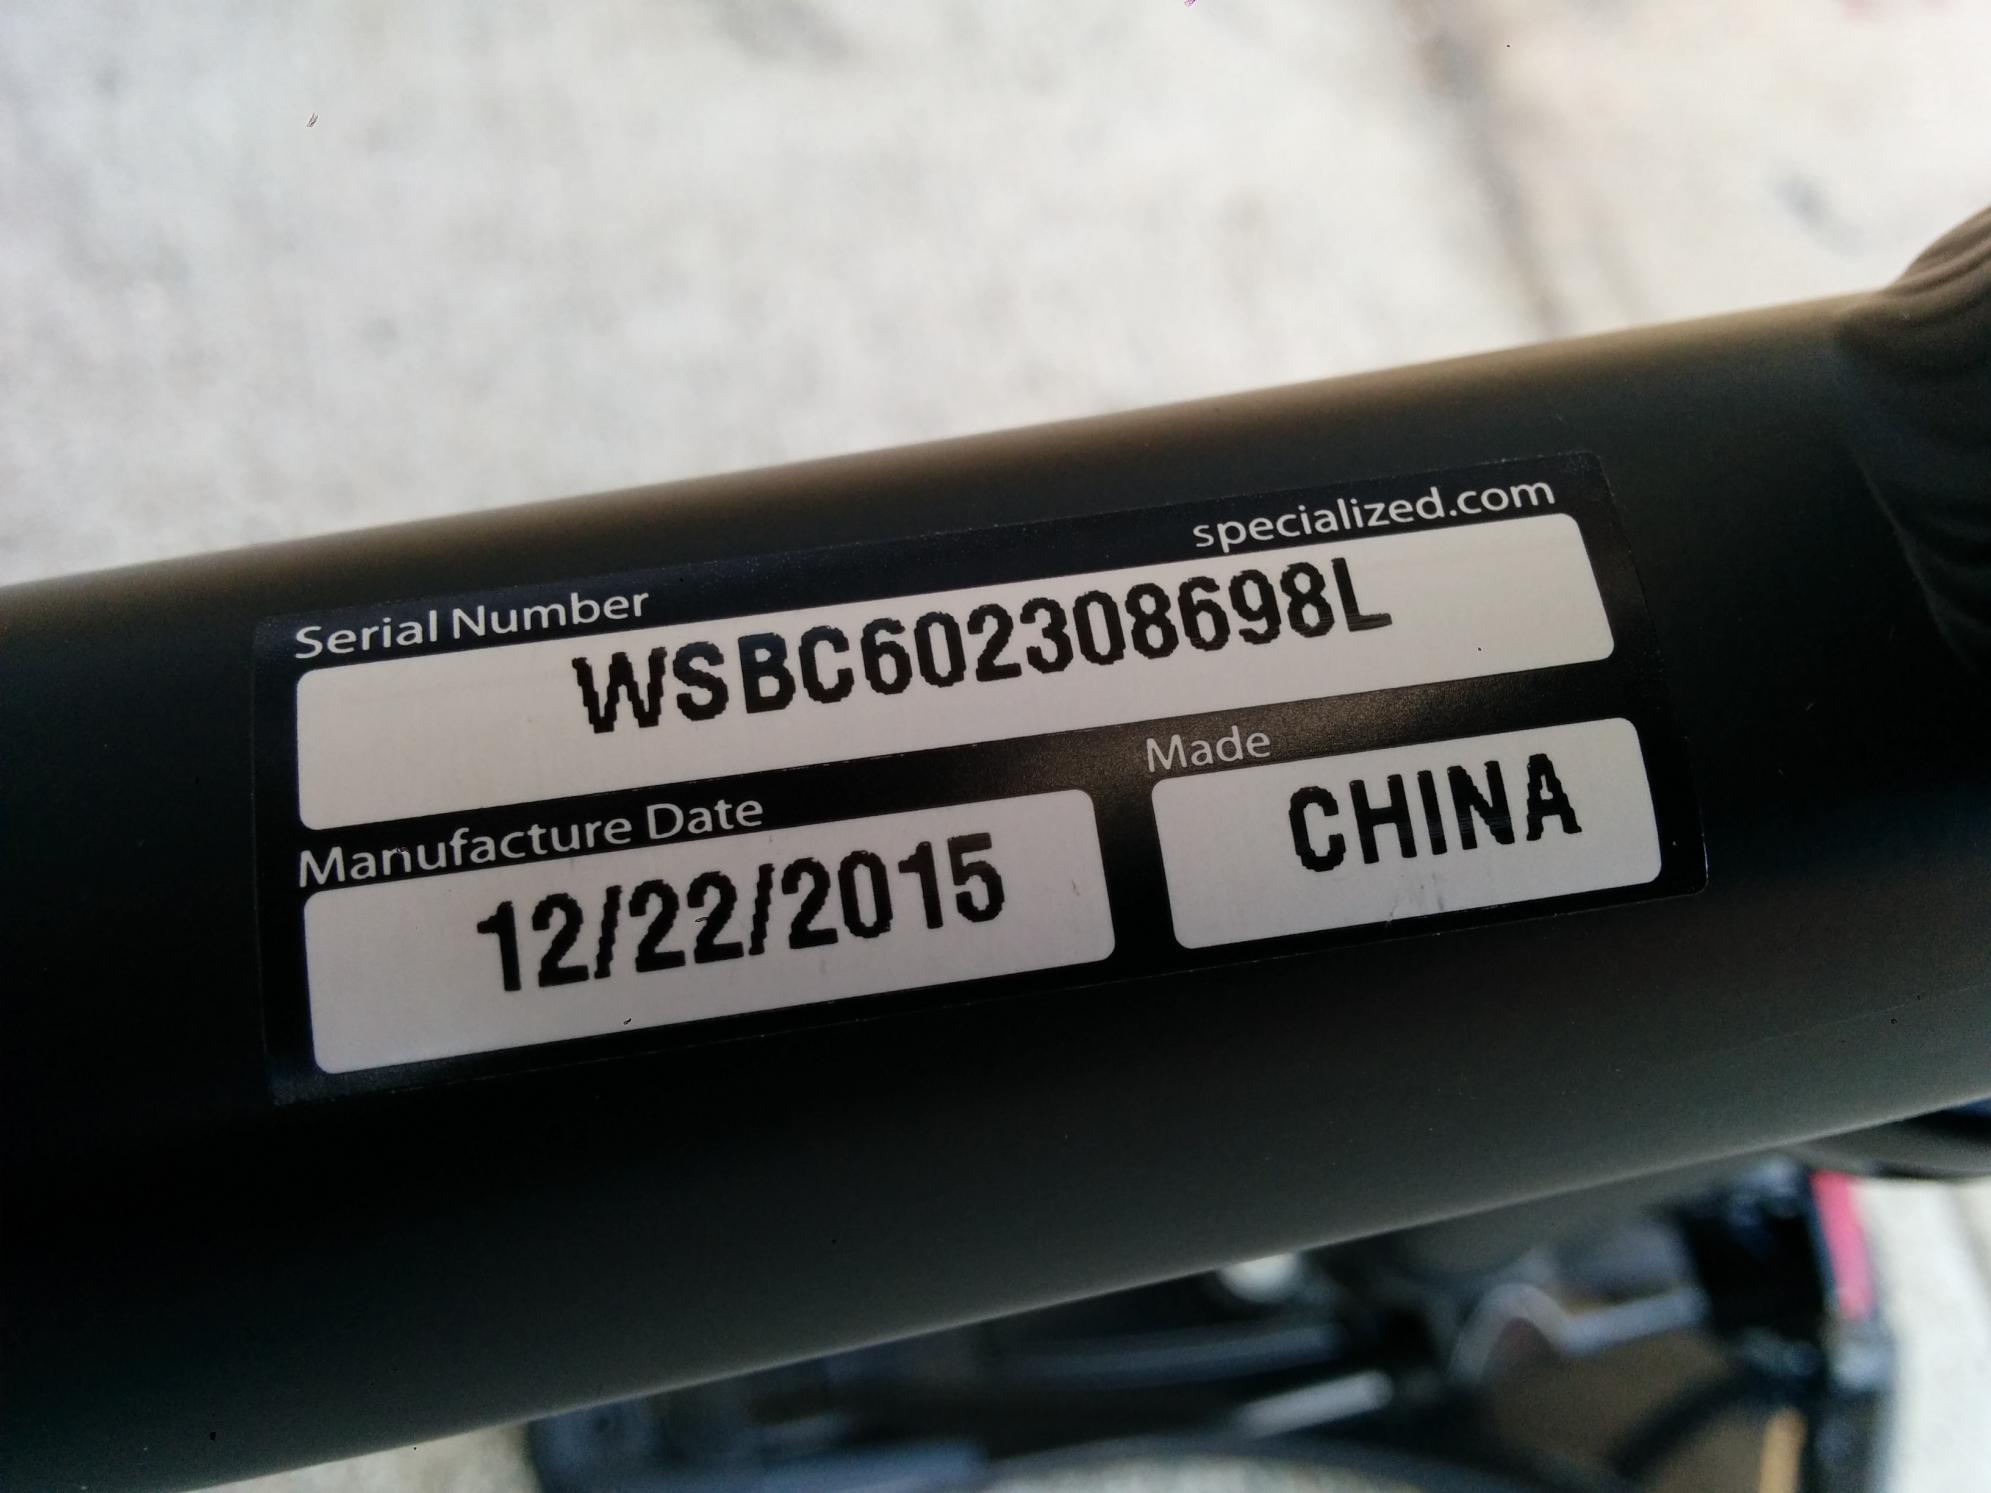 specialized.com
Serial Number
WSBC602308698L
Manufacture Date
Made
12/22/2015
CHINA